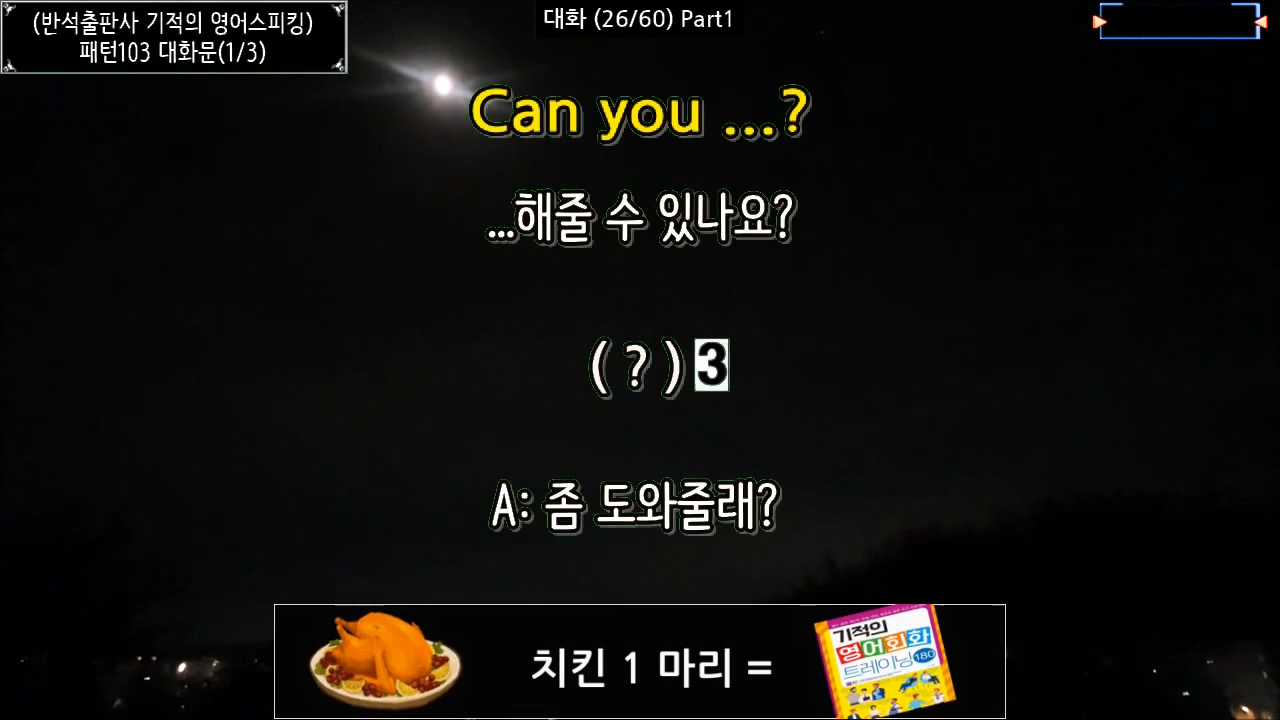 (반석출판사 기적의 영어스피킹)
패턴103 대화문(1/3)
대화 (26/60) Part1
Can you ...?
...해줄 수 있나요?
( ? ) 3
A: 좀 도와줄래?
치킨 1 마리 =
기적의
영어회화
트레이닝 180